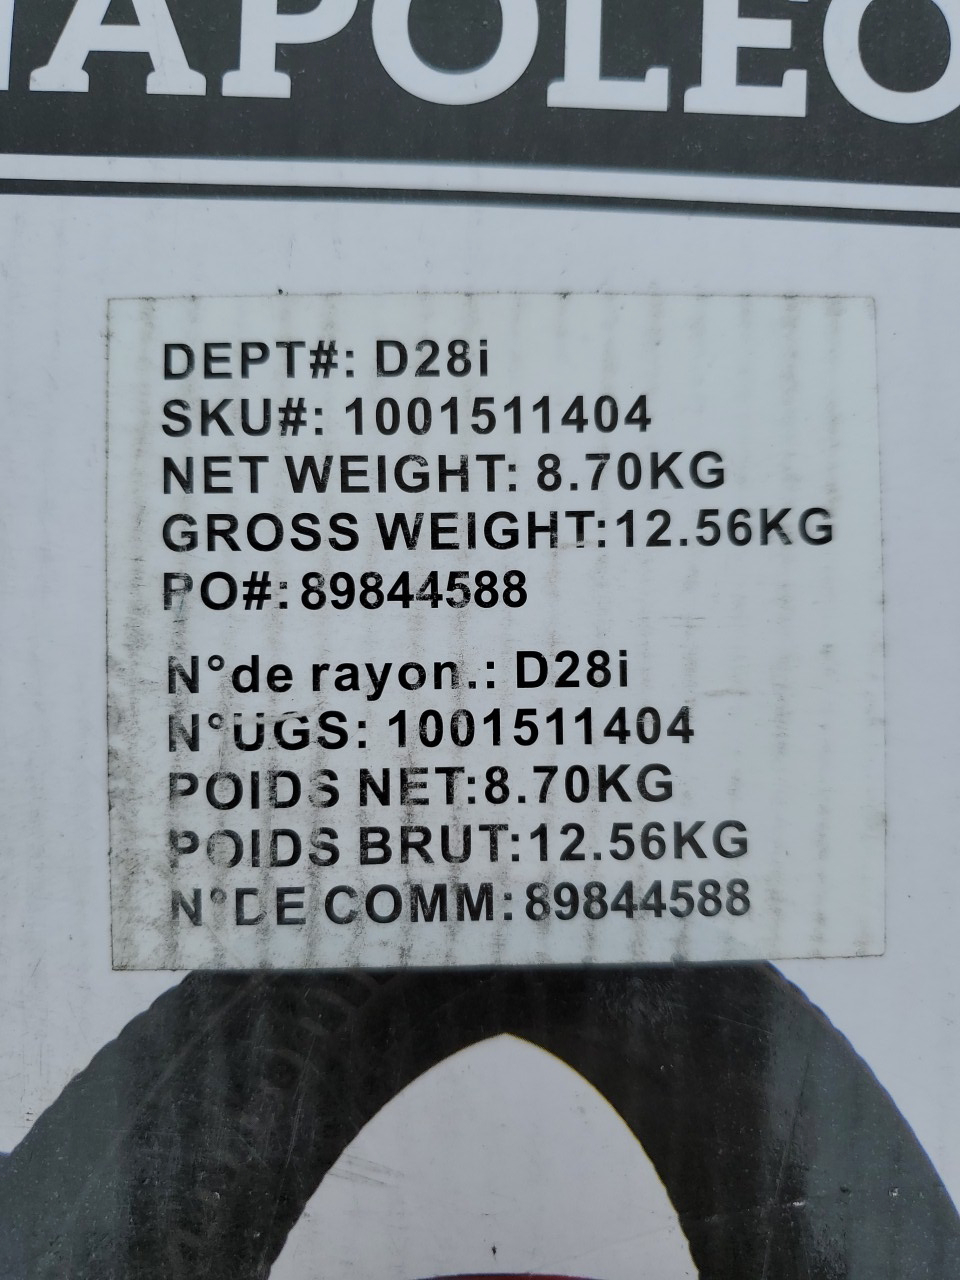 NAPOLEO
DEPT#: D28i
SKU#: 1001511404
NET WEIGHT: 8.70KG
GROSS WEIGHT:12.56KG
PO#:89844588
N°de rayon.: D28i
N°UGS: 1001511404
POIDS NET:8.70KG
POIDS BRUT:12.56KG
N°DE COMM:89844588